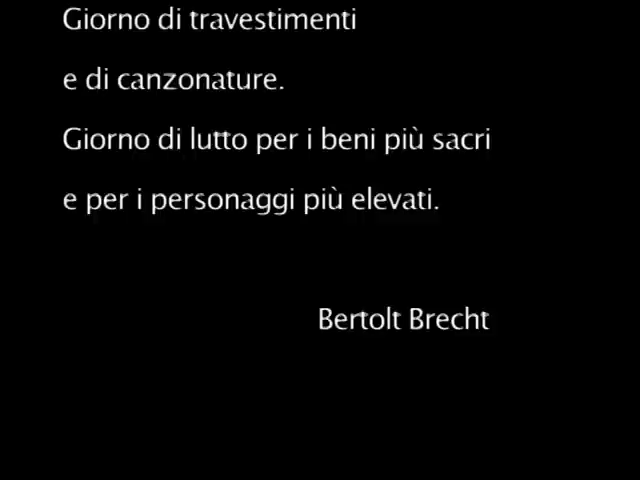 Giorno di travestimenti
e di canzonature.
Giorno di lutto per i beni più sacri
e per i personaggi più elevati.
Bertolt Brecht